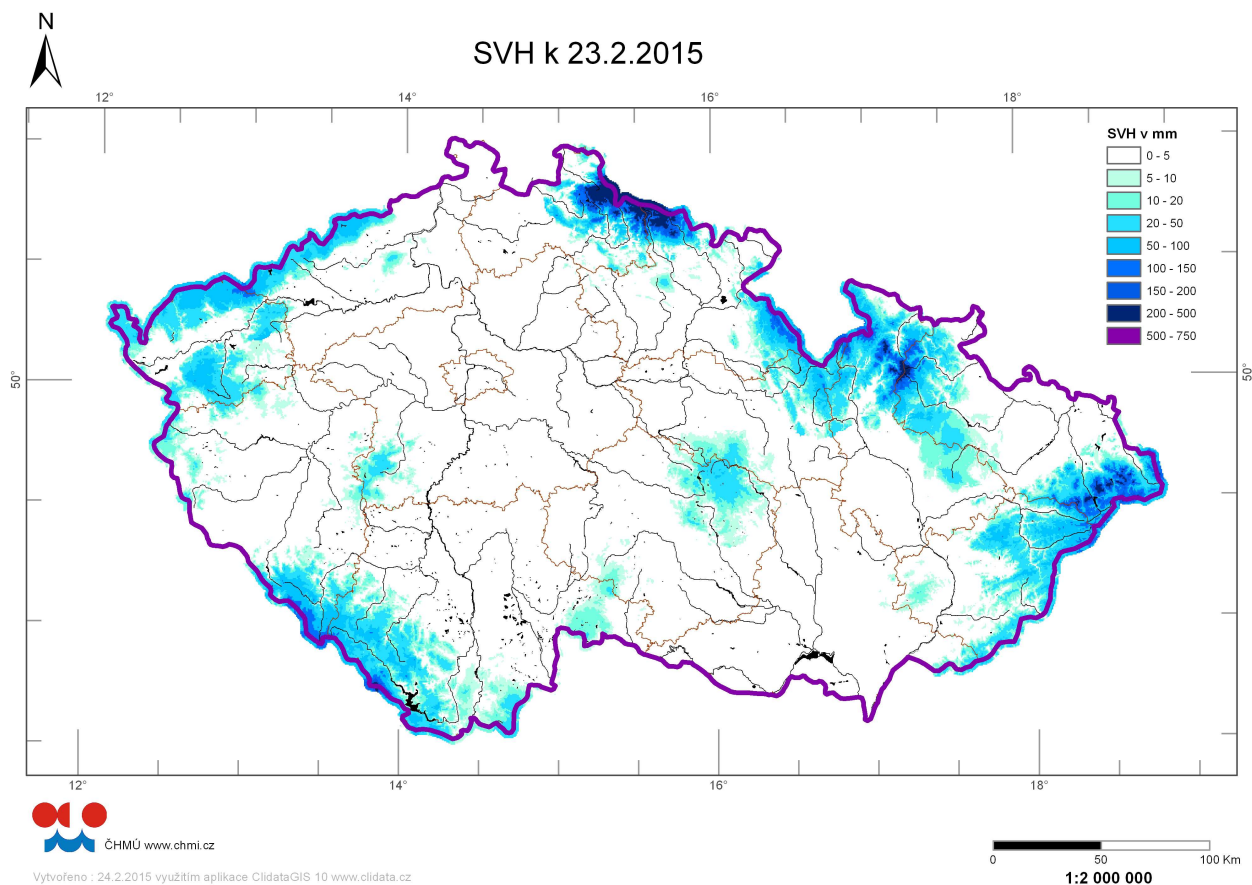 N
SVH k 23.2.2015
12° 14° 16° 18°
SVH v mm
0 - 5
5 - 10
10 - 20
20 - 50
50 - 100
100 - 150
150 - 200
200 - 500
500 - 750
50° 50°
12° 14° 16° 18°
ČHMÚ www.chmi.cz
0 50 100 Km
1:2 000 000
Vytvořeno : 24.2.2015 využitím aplikace ClidataGIS 10 www.clidata.cz